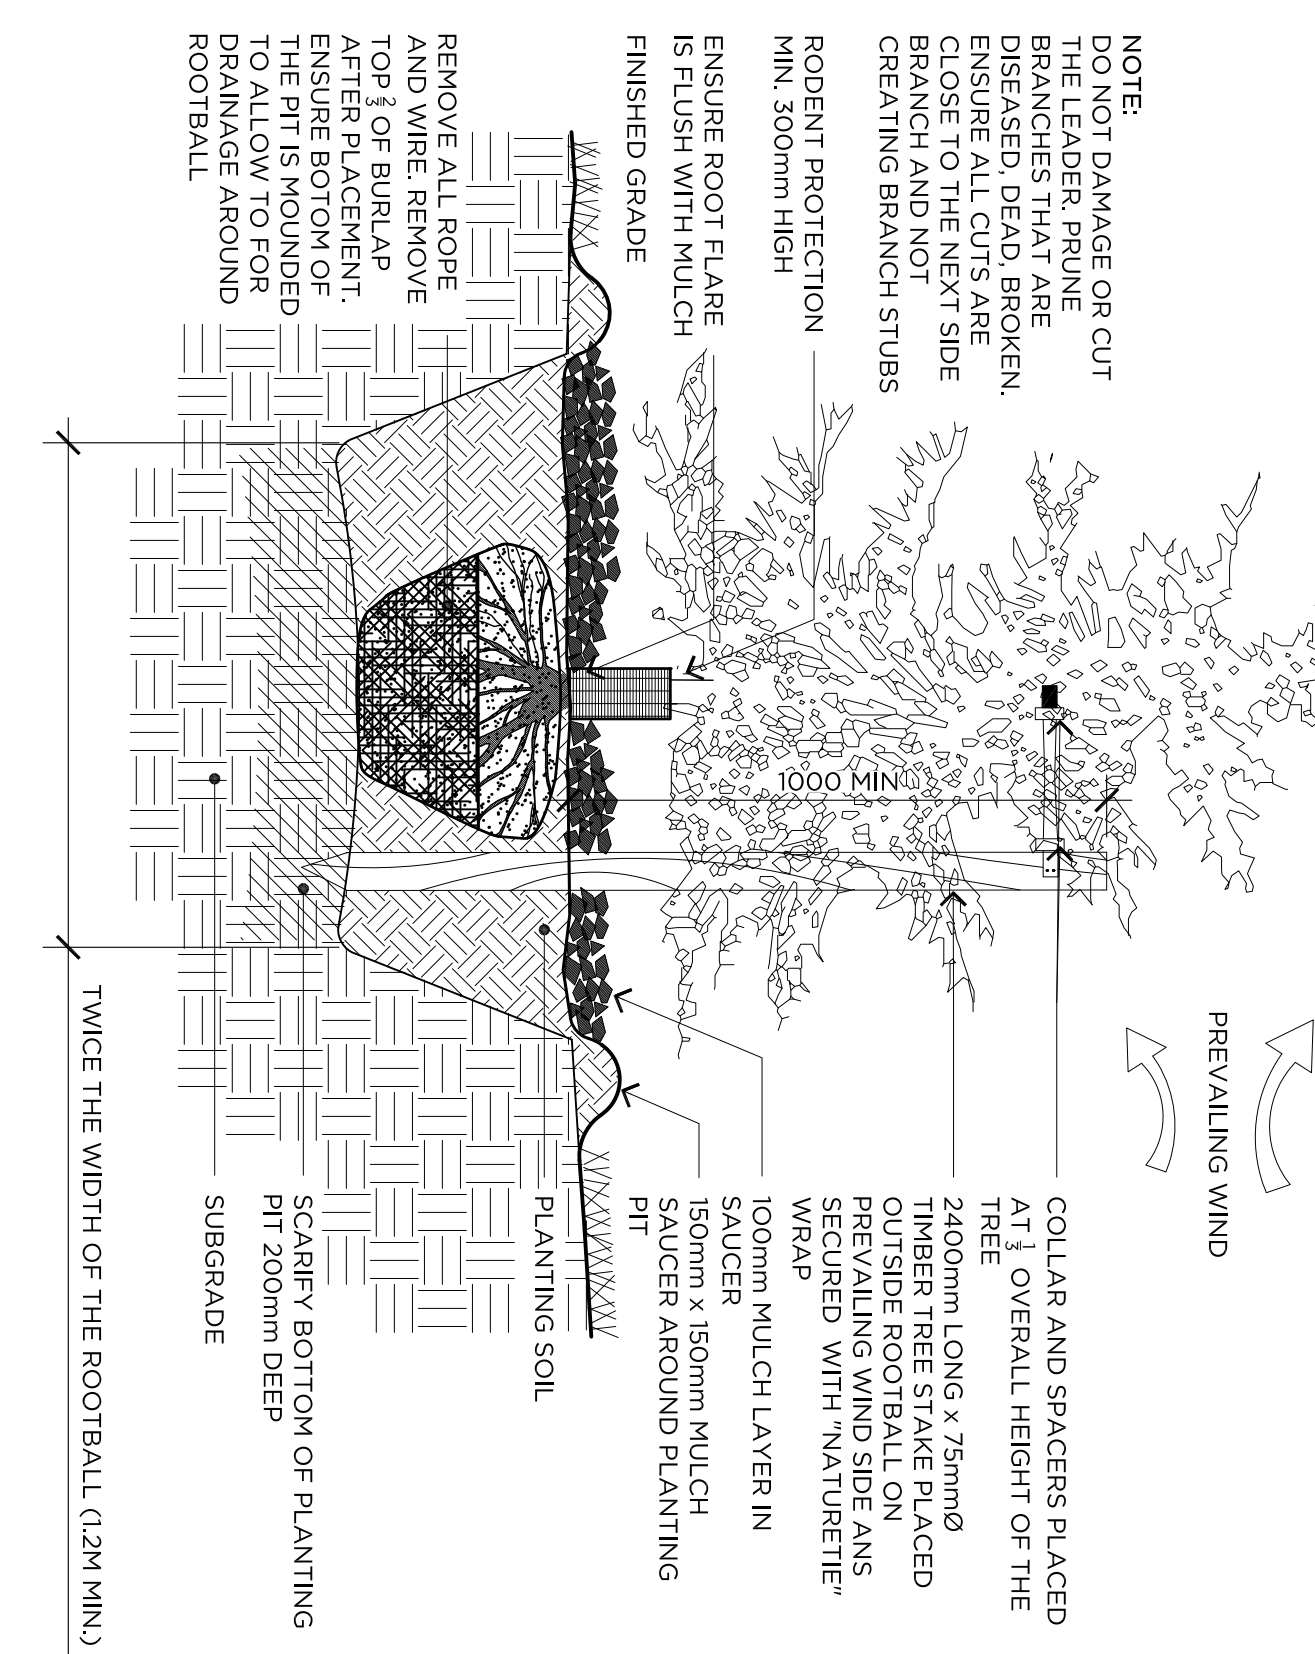 NOTE:
DO NOT DAMAGE OR CUT
THE LEADER. PRUNE
BRANCHES THAT ARE
DISEASED, DEAD, BROKEN.
ENSURE ALL CUTS ARE
CLOSE TO THE NEXT SIDE
BRANCH AND NOT
CREATING BRANCH STUBS
RODENT PROTECTION
MIN. 300mm HIGH
ENSURE ROOT FLARE
IS FLUSH WITH MULCH
FINISHED GRADE
REMOVE ALL ROPE
AND WIRE. REMOVE
TOP 2/3 OF BURLAP
AFTER PLACEMENT.
ENSURE BOTTOM OF
THE PIT IS MOUNDED
TO ALLOW TO FOR
DRAINAGE AROUND
ROOTBALL
1000 MIN
PREVAILING WIND
COLLAR AND SPACERS PLACED
AT 1/3 OVERALL HEIGHT OF THE
TREE
2400mm LONG x 75mmØ
TIMBER TREE STAKE PLACED
OUTSIDE ROOTBALL ON
PREVAILING WIND SIDE ANS
SECURED WITH "NATURETIE"
WRAP
100mm MULCH LAYER IN
SAUCER
150mm x 150mm MULCH
SAUCER AROUND PLANTING
PIT
PLANTING SOIL
SCARIFY BOTTOM OF PLANTING
PIT 200mm DEEP
SUBGRADE
TWICE THE WIDTH OF THE ROOTBALL (1.2M MIN.)